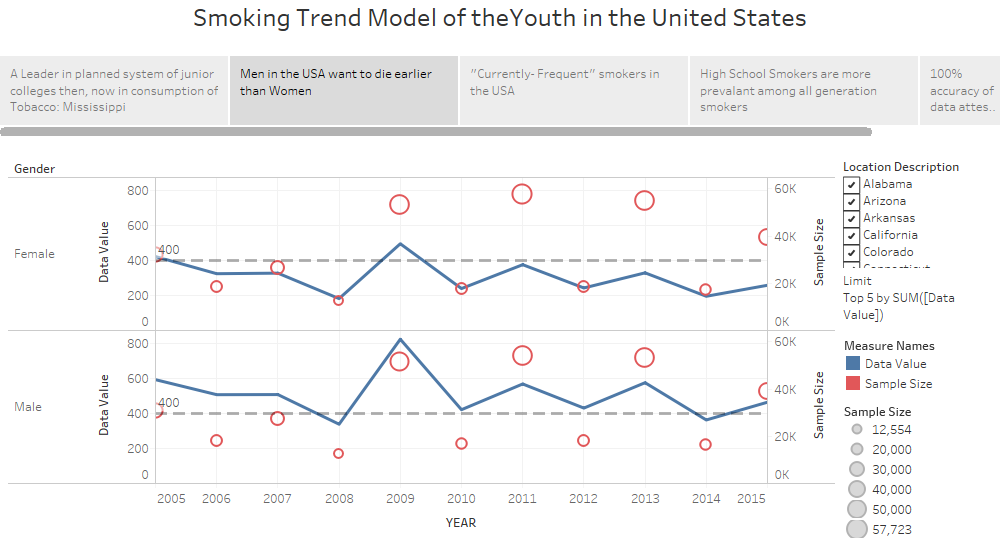 Smoking Trend Model of theYouth in the United States
A Leader in planned system of junior
colleges then, now in consumption of
Tobacco: Mississippi
Men in the USA want to die earlier
than Women
"Currently- Frequent" smokers in
the USA
High School Smokers are more
prevalant among all generation
smokers
100%
accuracy of
data attes..
Gender
Female
Data Value
800
600
400
200
0
400
60K
40K
20K
0K
Sample Size
Male
Data Value
800
600
400
200
0
400
60K
40K
20K
0K
Sample Size
2005 2006 2007 2008 2009 2010 2011 2012 2013 2014 2015
YEAR
Location Description
Alabama
Arizona
Arkansas
California
Colorado
Connecticut
Limit
Top 5 by SUM([Data
Value])
Measure Names
Data Value
Sample Size
Sample Size
12,554
20,000
30,000
40,000
50,000
57,723